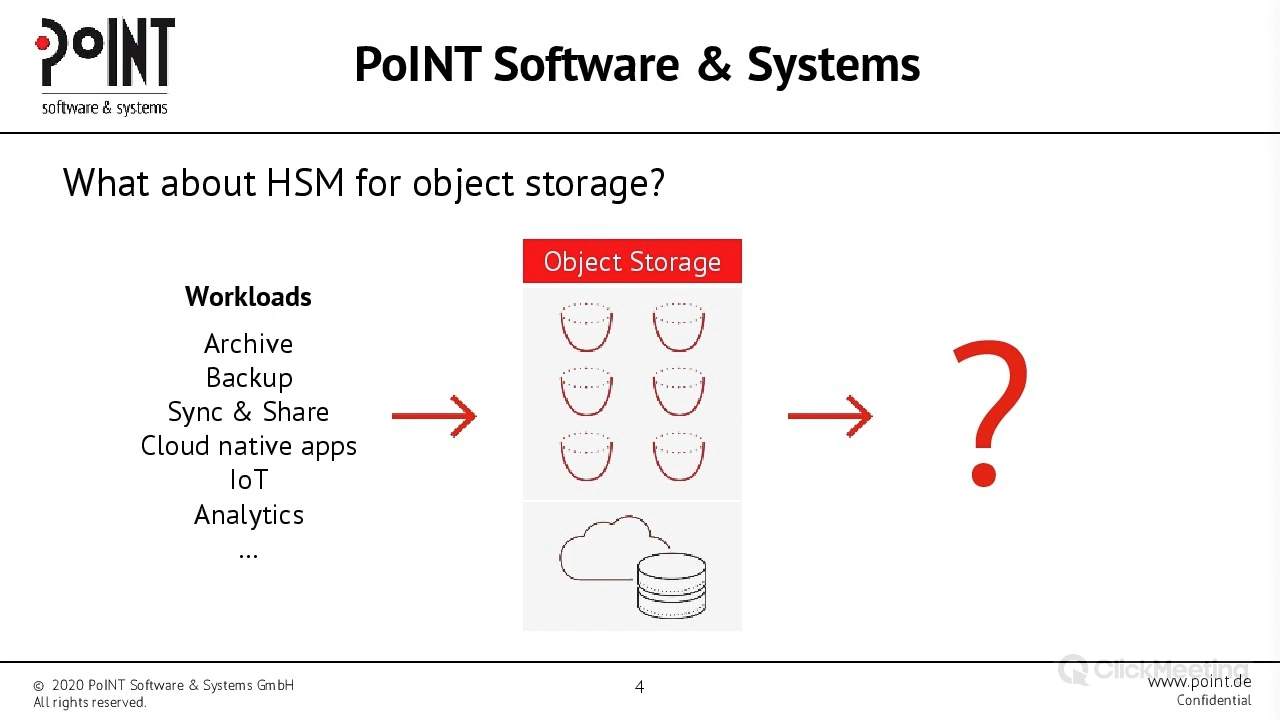 PoINT
software & systems
PoINT Software & Systems
What about HSM for object storage?
Workloads
Archive
Backup
Sync & Share
Cloud native apps
IoT
Analytics
...
Object Storage
?
© 2020 PoINT Software & Systems GmbH
All rights reserved.
4
ClickMeeting
www.point.de
Confidential